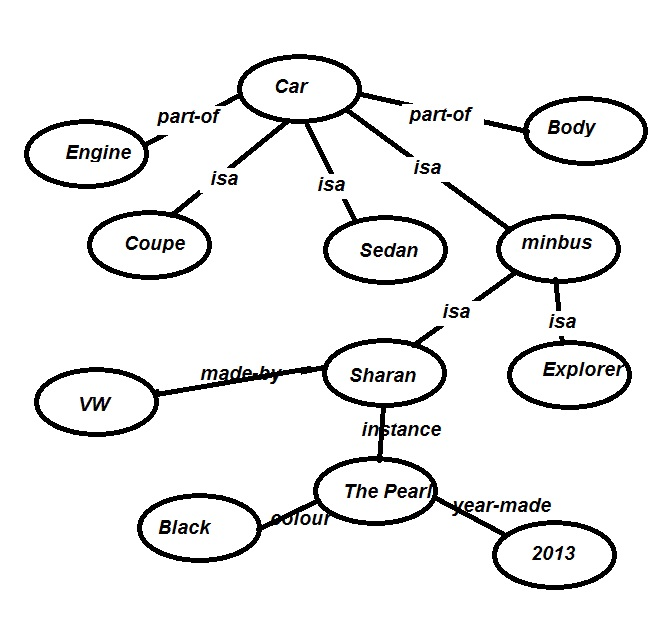 Car
part-of
part-of
Engine
Body
isa
isa
isa
Coupe
Sedan
minbus
isa
isa
made-by
Sharan
Explorer
VW
instance
The Pearl
year-made
colour
Black
2013